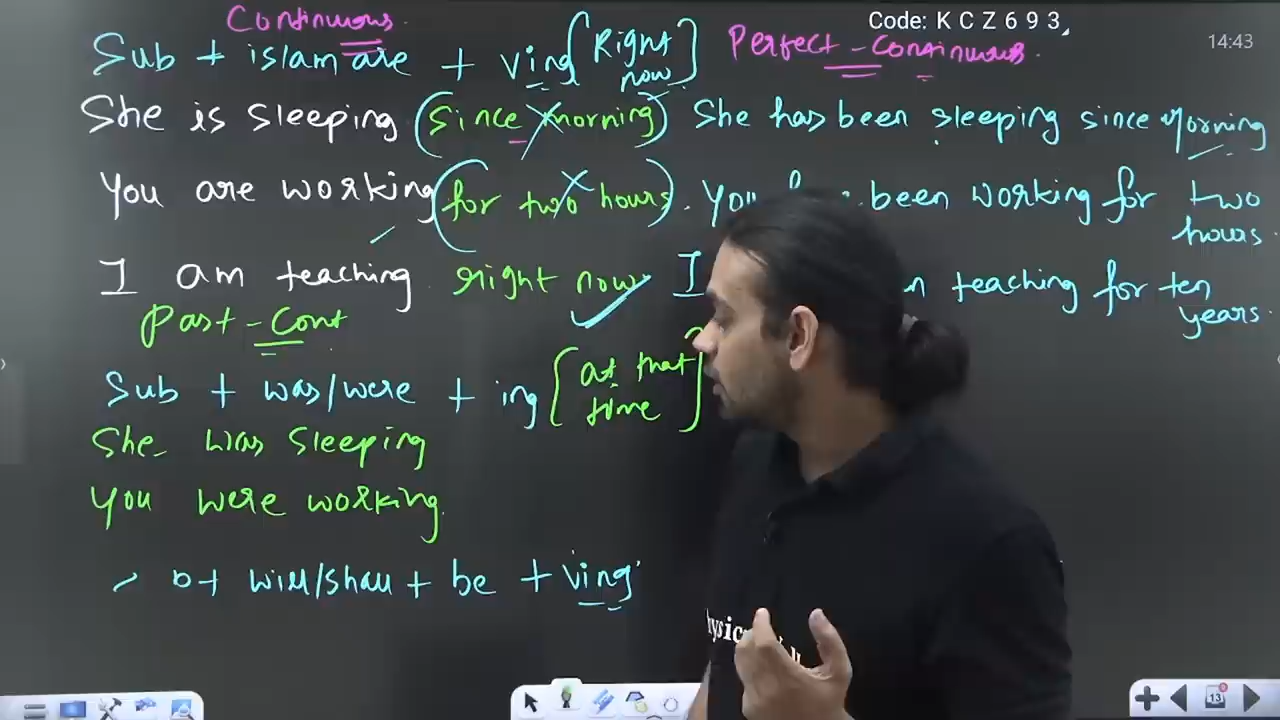 Continuous
Code: K C Z 6 9 3
14:43
Sub + is/am are + ving [Right now]
Perfect - Continuous
She is sleeping (since morning) She has been sleeping since Morning
You are working (for two hours). You been working for two hours.
I am teaching right now I teaching for ten years.
Past - Cont
Sub + was/were + ing [at that time]
She was sleeping
You were working.
will/shall + be + ving